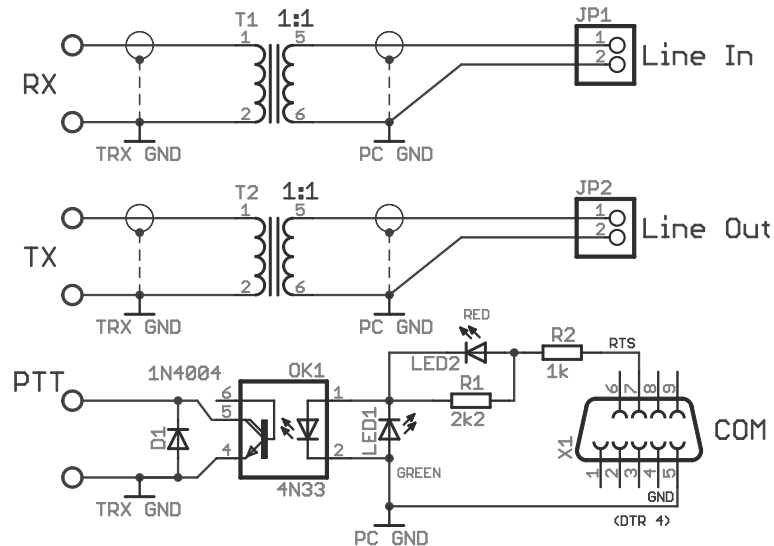 T1 1:1 JP1
1 5 1
2
RX Line In
2 6
TRX GND PC GND
T2 1:1 JP2
1 5 1
2
TX Line Out
2 6
TRX GND PC GND
RED
R2 RTS
LED2 1k
PTT 1N4004 OK1 R1
6 1 2k2
5
D1 LED1
4 2
4N33 GREEN
6 7 8 9
X1 COM
1 2 3 4 5
GND
TRX GND PC GND (DTR 4)